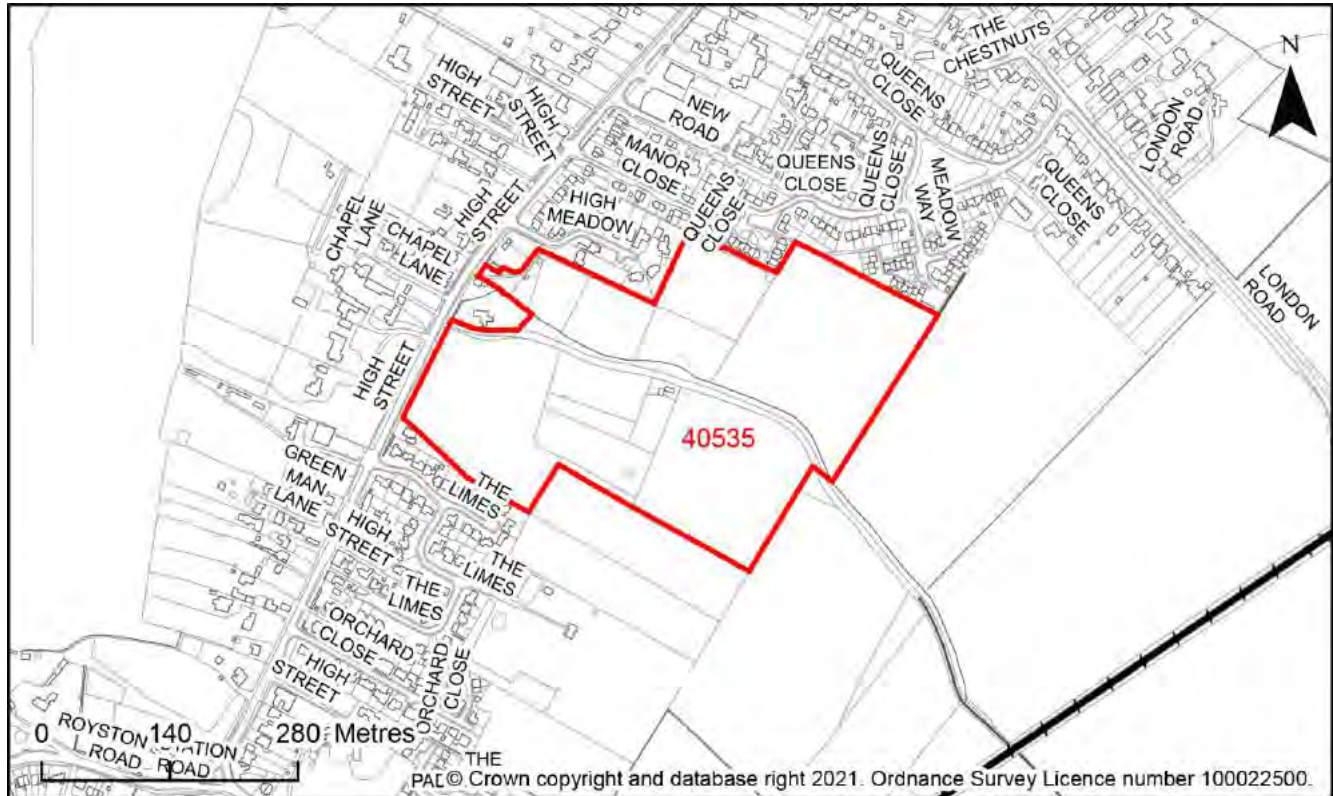 THE
CHESTNUTS
N
HIGH
STREET
HIGH
STREET
NEW
ROAD
QUEENS
CLOSE
LONDON
ROAD
MANOR
CLOSE
QUEENS
CLOSE
QUEENS
CLOSE
MEADOW
WAY
QUEENS
CLOSE
HIGH
STREET
HIGH
MEADOW
QUEENS
CLOSE
CHAPEL
LANE
CHAPEL
LANE
LONDON
ROAD
HIGH
STREET
40535
GREEN
MAN
LANE
THE
LIMES
HIGH
STREET
THE
LIMES
THE
LIMES
ORCHARD
CLOSE
HIGH
STREET
ORCHARD
CLOSE
ROYSTON
ROAD
ROAD
0 140 280 Metres
THE
© Crown copyright and database right 2021. Ordnance Survey Licence number 100022500.